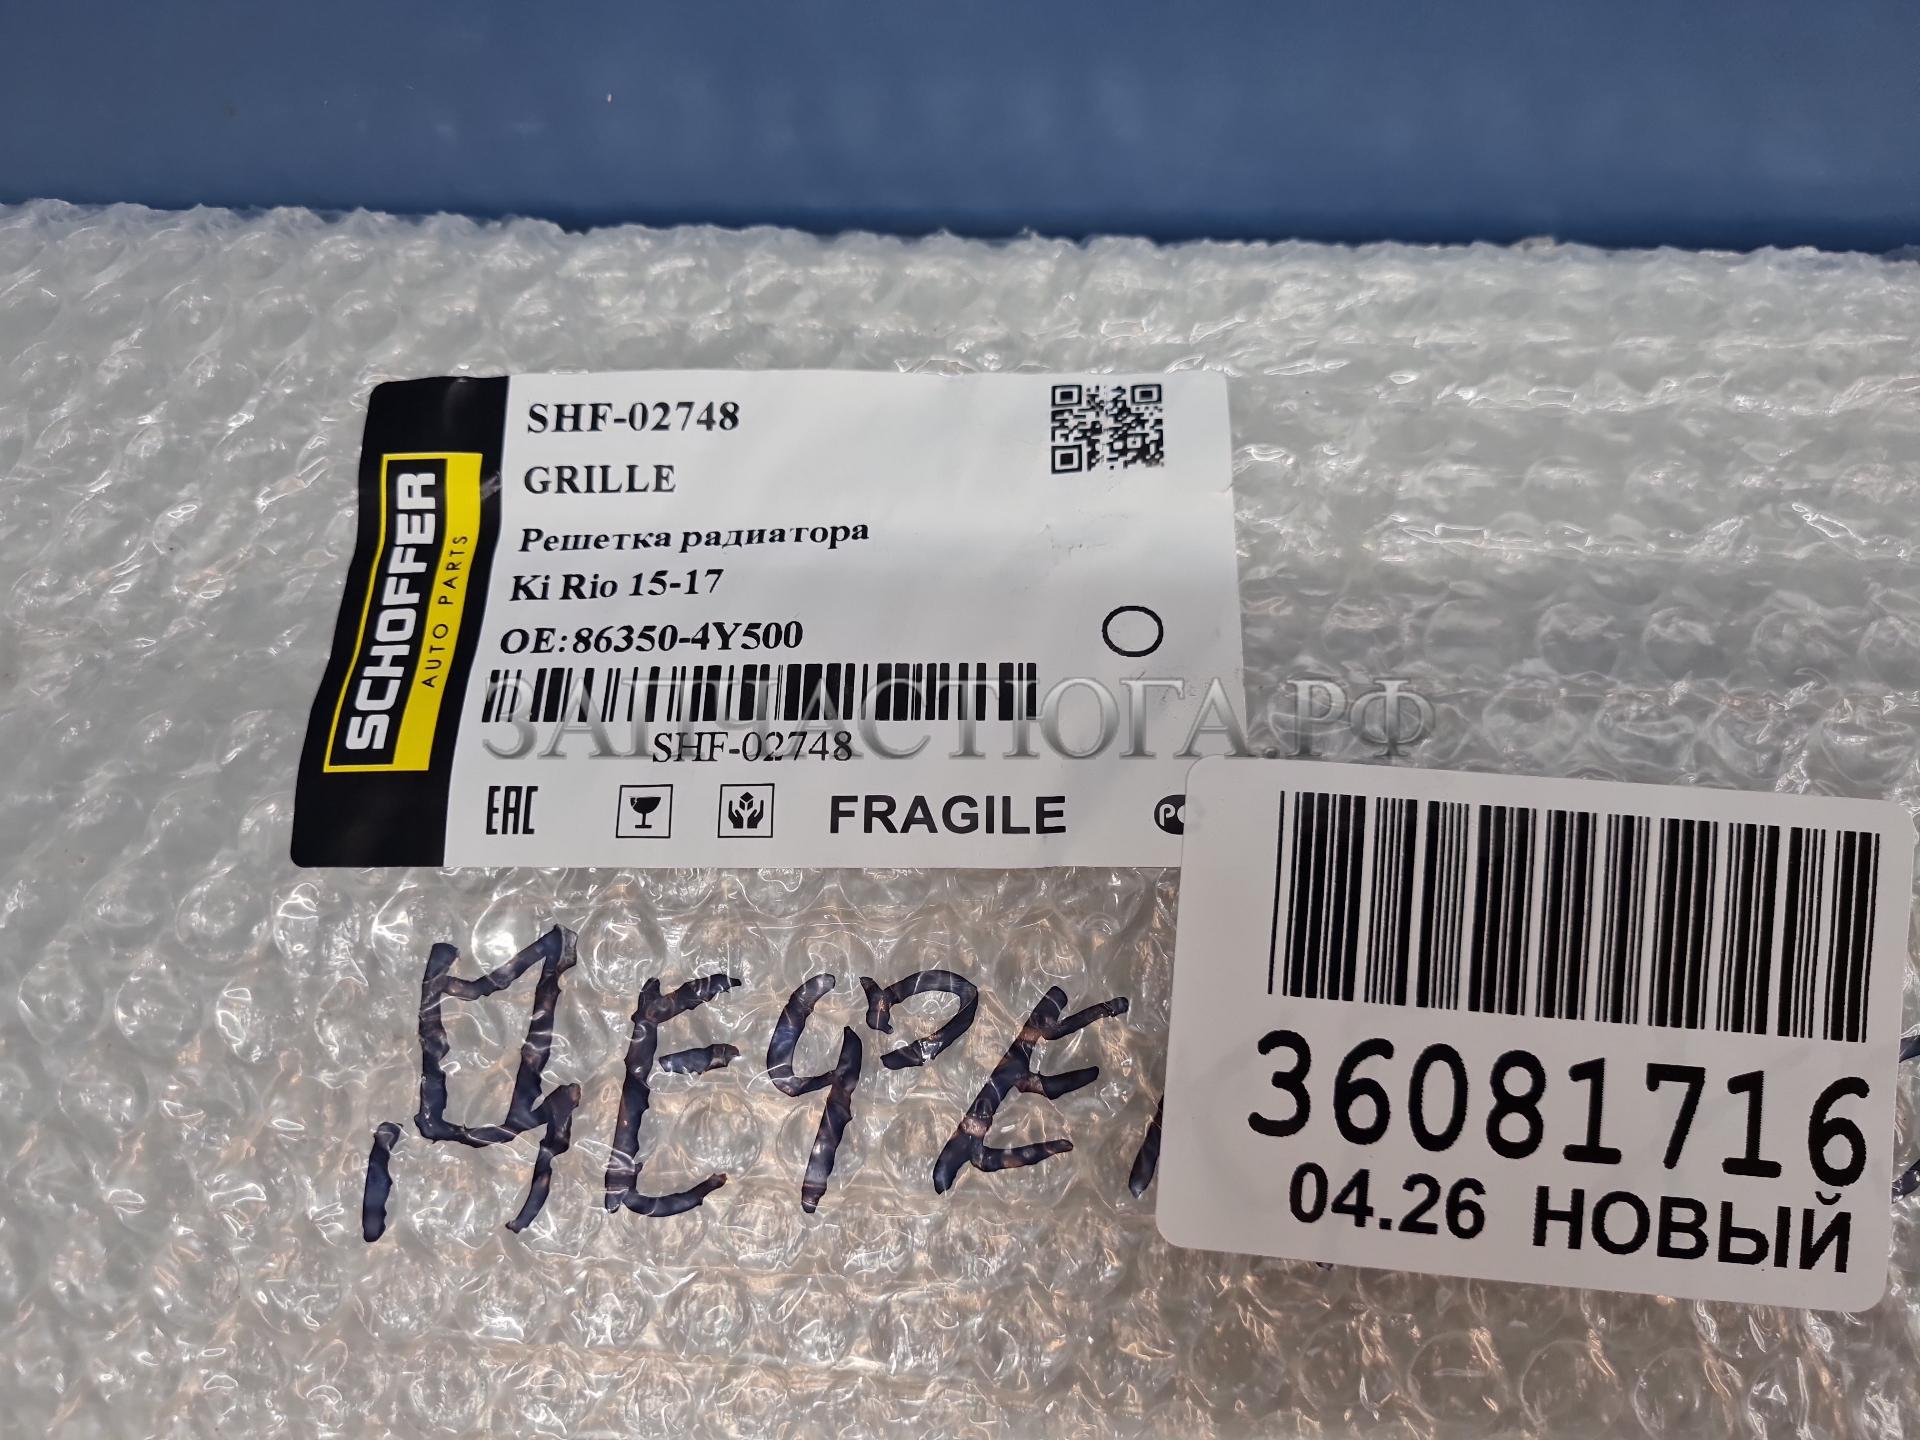 SHF-02748
GRILLE
Решетка радиатора
Ki Rio 15-17
OE:86350-4Y500
SHF-02748
EAC FRAGILE
SCHOFFER
AUTO PARTS
ЗАПЧАСТЮГА.РФ
36081716
04.26 НОВЫЙ